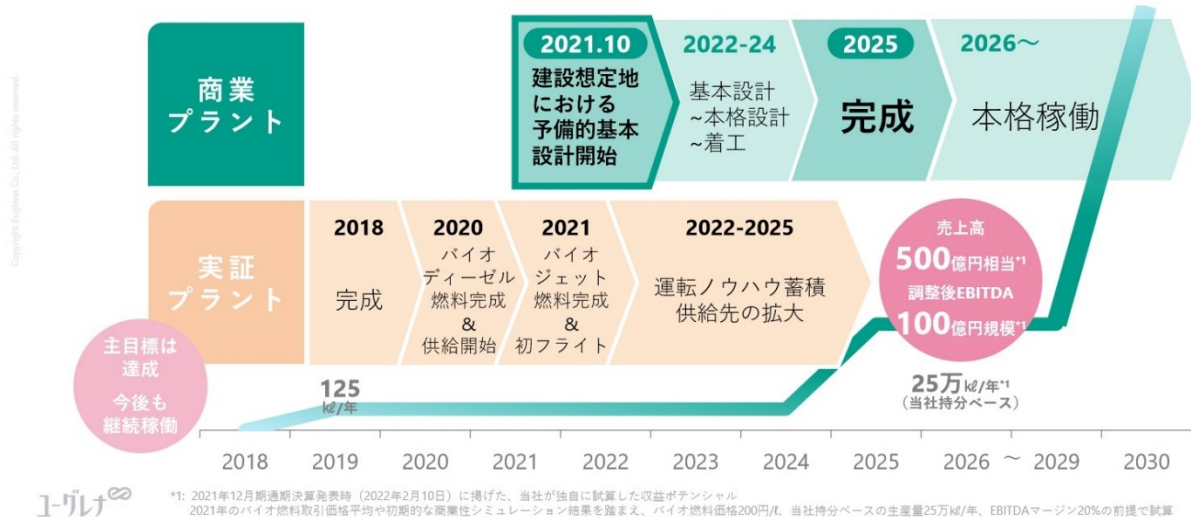 商業
プラント
2021.10
建設想定地
における
予備的基本
設計開始
2022-24
基本設計
~本格設計
~着工
2025
完成
2026～
本格稼働
実証
プラント
2018
完成
2020
バイオ
ディーゼル
燃料完成
&
供給開始
2021
バイオ
ジェット
燃料完成
&
初フライト
2022-2025
運転ノウハウ蓄積
供給先の拡大
売上高
500億円相当*1
調整後EBITDA
100億円規模*1
主目標は
達成
今後も
継続稼働
125
㎘/年
25万㎘/年*1
（当社持分ベース）
2018 2019 2020 2021 2022 2023 2024 2025 2026 ～ 2029 2030
ユーグレナ
*1: 2021年12月期通期決算発表時（2022年2月10日）に掲げた、当社が独自に試算した収益ポテンシャル
2021年のバイオ燃料取引価格平均や初期的な商業性シミュレーション結果を踏まえ、バイオ燃料価格200円/ℓ、当社持分ベースの生産量25万㎘/年、EBITDAマージン20%の前提で試算
Copyright Euglena Co., Ltd. All rights reserved.